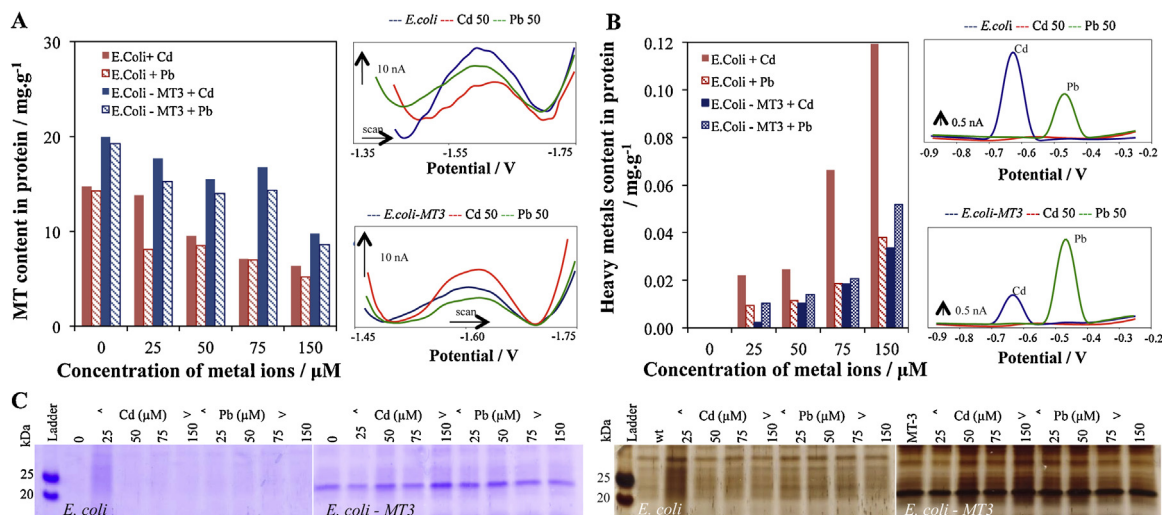 A
MT content in protein / mg.g-1
30
20
10
0
E.Coli+ Cd
E.Coli + Pb
E.Coli - MT3 + Cd
E.Coli - MT3 + Pb
0 25 50 75 150
Concentration of metal ions / µM
E.coli Cd 50 Pb 50
10 nA
scan
-1.35 -1.55 -1.75
Potential / V
E.coli-MT3 Cd 50 Pb 50
10 nA
scan
-1.45 -1.60 -1.75
Potential / V
B
Heavy metals content in protein
/ mg.g-1
0.12
0.10
0.08
0.06
0.04
0.02
0.00
E.Coli + Cd
E.Coli + Pb
E.Coli - MT3 + Cd
E.Coli - MT3 + Pb
0 25 50 75 150
Concentration of metal ions / µM
E.coli Cd 50 Pb 50
Cd
Pb
0.5 nA
-0.8 -0.7 -0.6 -0.5 -0.4 -0.3 -0.2
Potential / V
E.coli-MT3 Cd 50 Pb 50
Cd
Pb
0.5 nA
-0.8 -0.7 -0.6 -0.5 -0.4 -0.3 -0.2
Potential / V
C
kDa Ladder 0 < 25 Cd (µM) 50 75 > 150 < 25 Pb (µM) 50 75 > 150 0 < 25 Cd (µM) 50 75 > 150 < 25 Pb (µM) 50 75 > 150
25
20
E. coli E. coli - MT3
kDa Ladder wt < 25 Cd (µM) 50 75 > 150 < 25 Pb (µM) 50 75 > 150 MT-3 < 25 Cd (µM) 50 75 > 150 < 25 Pb (µM) 50 75 > 150
25
20
E. coli E. coli - MT3